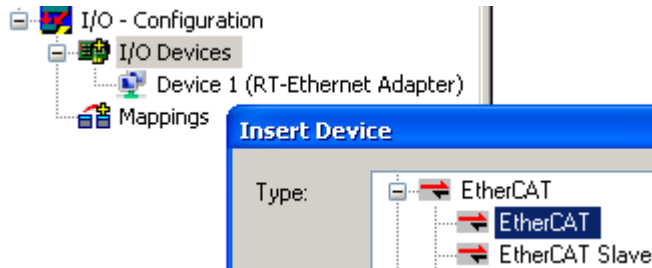 I/O - Configuration
I/O Devices
Device 1 (RT-Ethernet Adapter)
Mappings
Insert Device
Type:
EtherCAT
EtherCAT
EtherCAT Slave